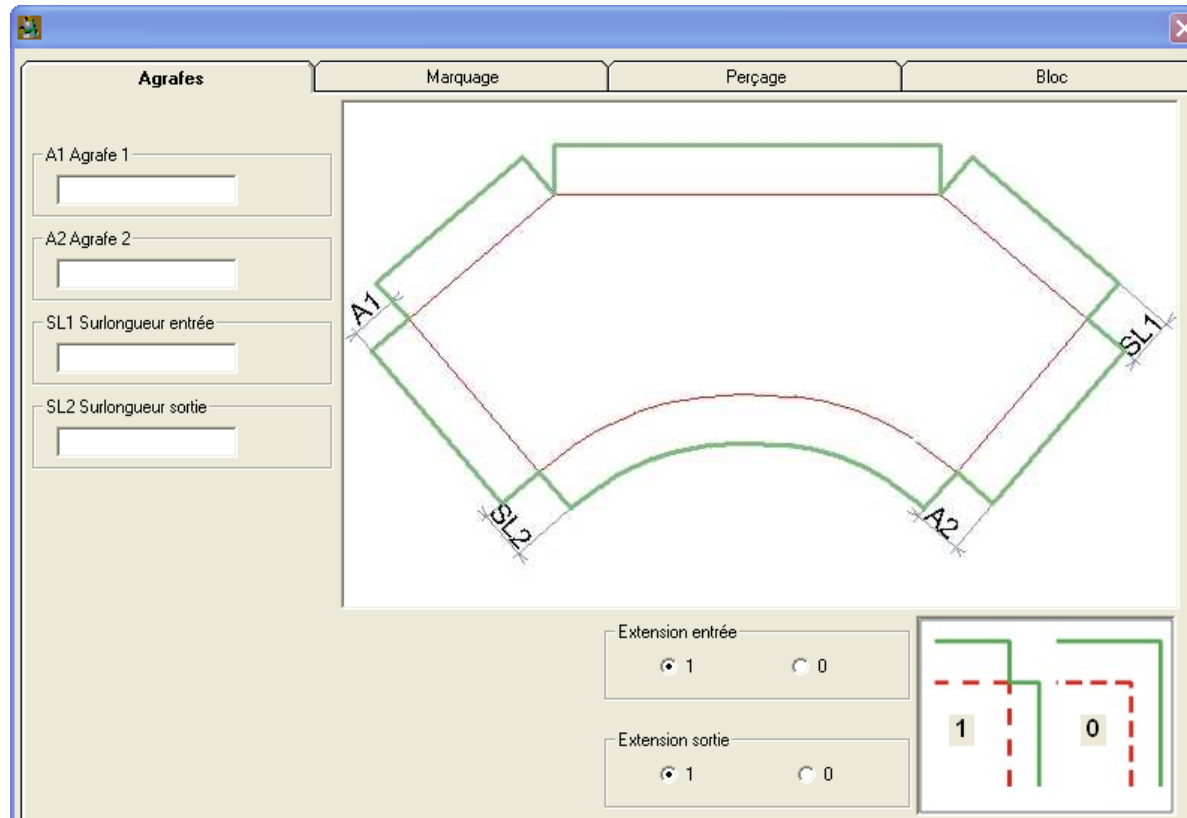 Agrafes
Marquage
Perçage
Bloc
A1 Agrafe 1
A2 Agrafe 2
SL1 Surlongueur entrée
SL2 Surlongueur sortie
A1
SL1
SL2
A2
Extension entrée
1 0
Extension sortie
1 0
1 0